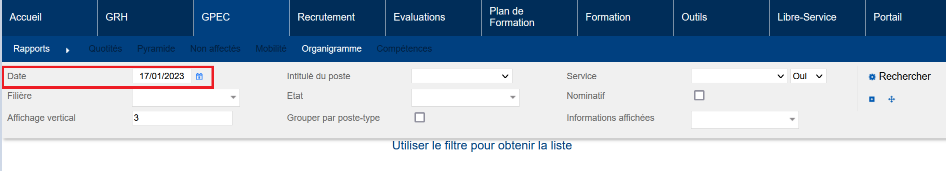 Accueil GRH GPEC Recrutement Evaluations Plan de Formation Formation Outils Libre-Service Portail
Rapports Quotités Pyramide Non affectés Mobilité Organigramme Compétences
Date 17/01/2023 Intitulé du poste Service Oui Rechercher
Filière Etat Nominatif
Affichage vertical 3 Grouper par poste-type Informations affichées
Utiliser le filtre pour obtenir la liste